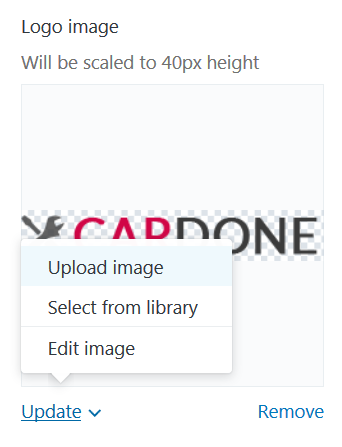 Logo image
Will be scaled to 40px height
CARDONE
Upload image
Select from library
Edit image
Update
Remove